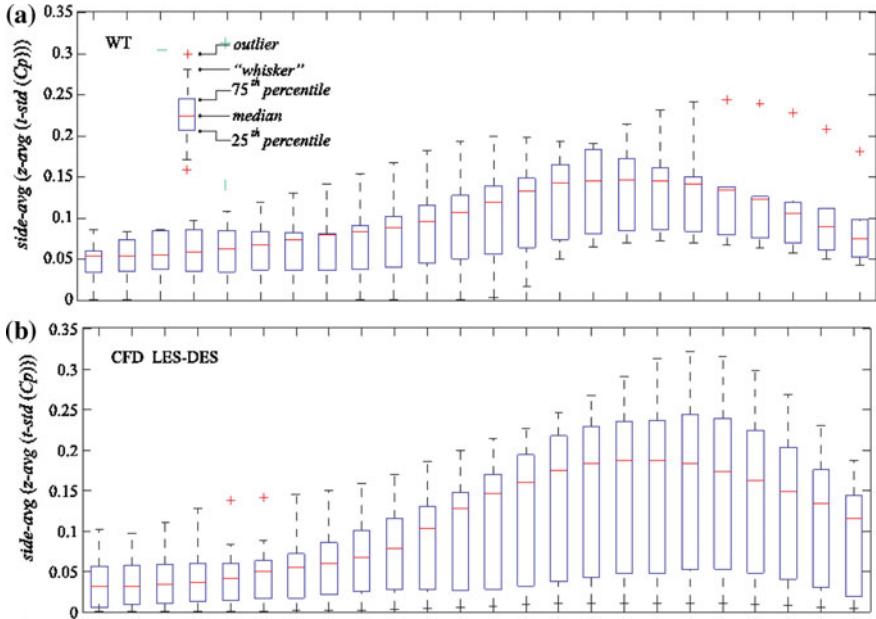 (a)
0.35
0.3
0.25
0.2
0.15
0.1
0.05
0
side-avg (z-avg (t-std (Cp)))
WT
outlier
"whisker"
75th percentile
median
25th percentile
(b)
0.35
0.3
0.25
0.2
0.15
0.1
0.05
0
side-avg (z-avg (t-std (Cp)))
CFD LES-DES